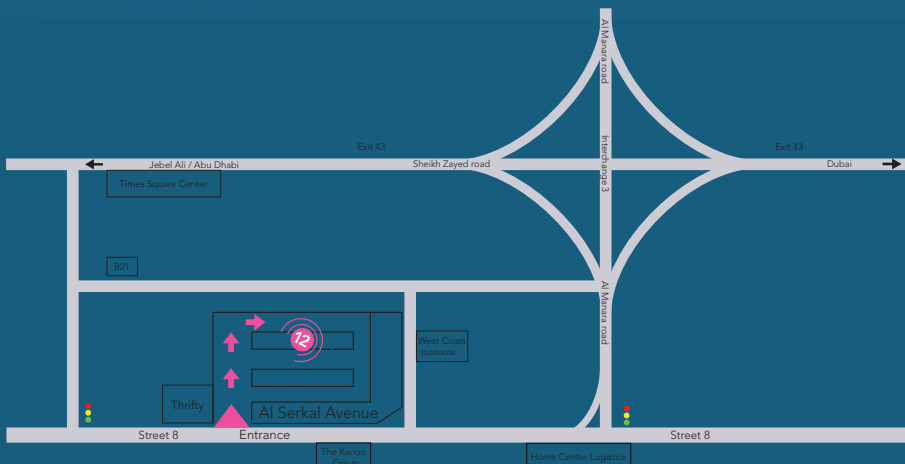 Al Manara road
Exit 43
Exit 43
Interchange 3
Jebel Ali / Abu Dhabi
Sheikh Zayed road
Dubai
Times Square Center
B21
Al Manara road
12
West Coast
customs
Thrifty
Al Serkal Avenue
Street 8
Entrance
Street 8
The Kanoo
Group
Home Center Logistics